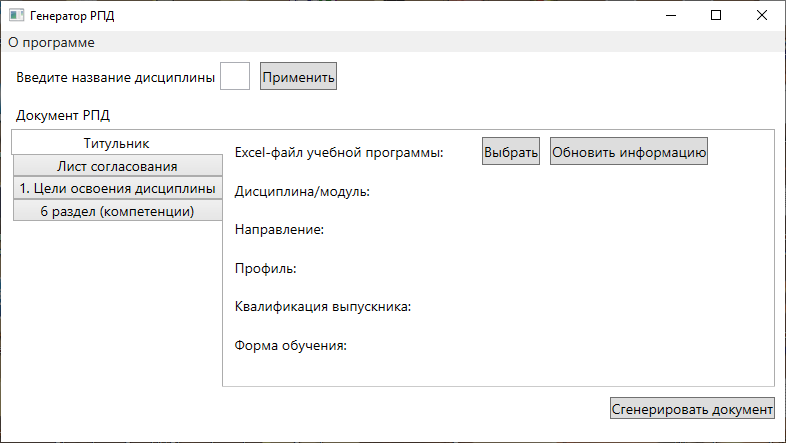 Генератор РПД
О программе
Введите название дисциплины Применить
Документ РПД
Титульник
Лист согласования
1. Цели освоения дисциплины
6 раздел (компетенции)
Excel-файл учебной программы: Выбрать Обновить информацию
Дисциплина/модуль:
Направление:
Профиль:
Квалификация выпускника:
Форма обучения:
Сгенерировать документ